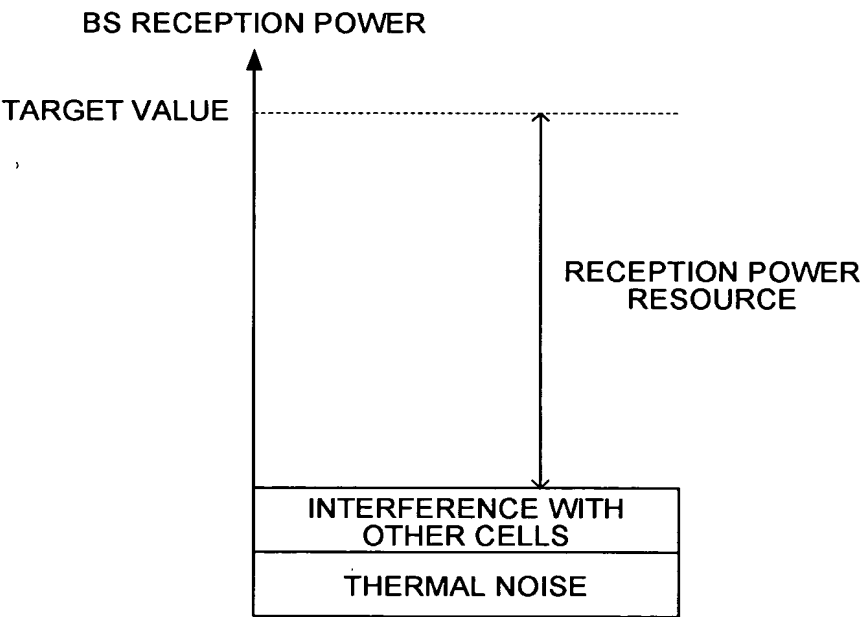 BS RECEPTION POWER
TARGET VALUE
RECEPTION POWER
RESOURCE
INTERFERENCE WITH
OTHER CELLS
THERMAL NOISE